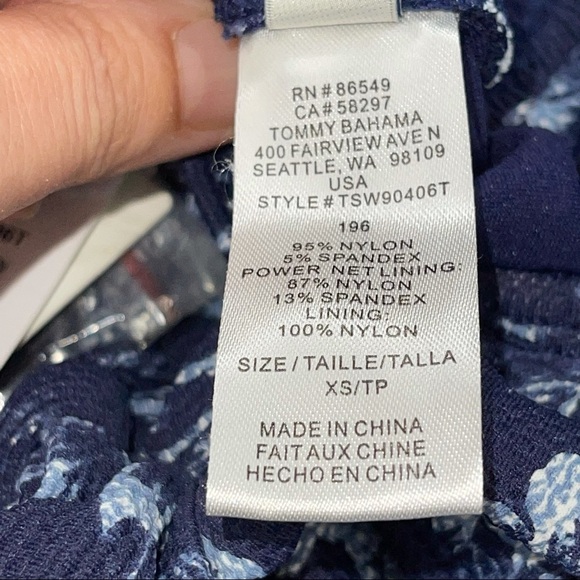 RN # 86549
CA # 58297
TOMMY BAHAMA
400 FAIRVIEW AVE N
SEATTLE, WA 98109
USA
STYLE # TSW90406T
196
95% NYLON
5% SPANDEX
POWER NET LINING:
87% NYLON
13% SPANDEX
LINING:
100% NYLON
SIZE / TAILLE / TALLA
XS/TP
MADE IN CHINA
FAIT AUX CHINE
HECHO EN CHINA